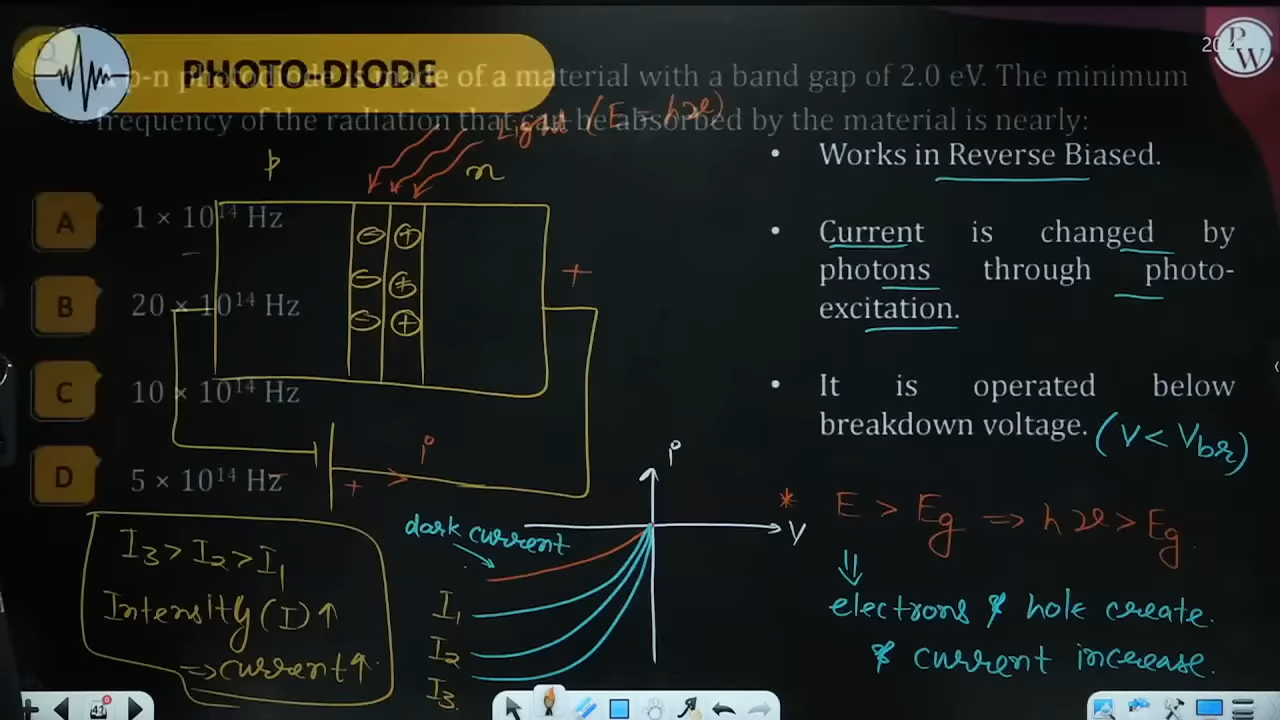 PHOTO-DIODE
A p-n photodiode is made of a material with a band gap of 2.0 eV. The minimum
frequency of the radiation that can be absorbed by the material is nearly:
PW
Light (E = hν)
p
n
A 1 × 10¹⁴ Hz
B 20 × 10¹⁴ Hz
C 10 × 10¹⁴ Hz
D 5 × 10¹⁴ Hz
+
+
i
• Works in Reverse Biased.
• Current is changed by
photons through photo-
excitation.
• It is operated below
breakdown voltage. (V < Vbr)
* E > Eg ⇒ hν > Eg
⇓
electrons & hole create.
& current increase.
i
V
dark current
I₁
I₂
I₃
I₃ > I₂ > I₁
Intensity (I) ↑
⇒ current ↑